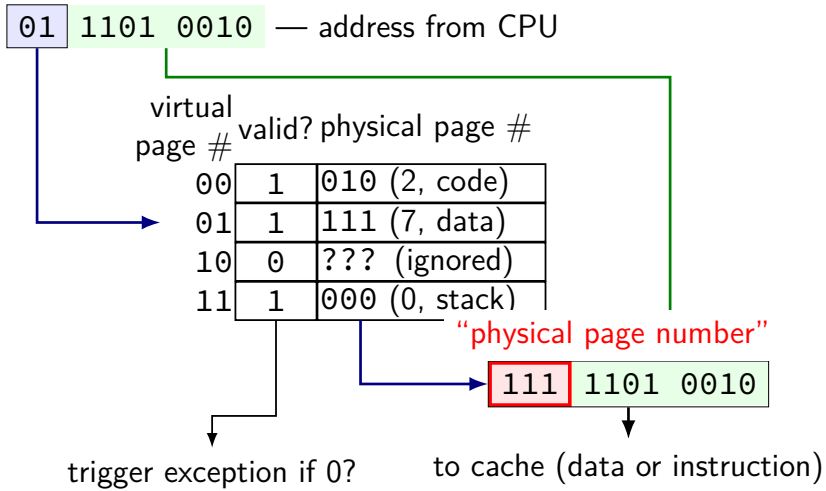 01 1101 0010 — address from CPU
virtual
page #
valid? physical page #
00 1 010 (2, code)
01 1 111 (7, data)
10 0 ??? (ignored)
11 1 000 (0, stack)
“physical page number”
111 1101 0010
trigger exception if 0?
to cache (data or instruction)